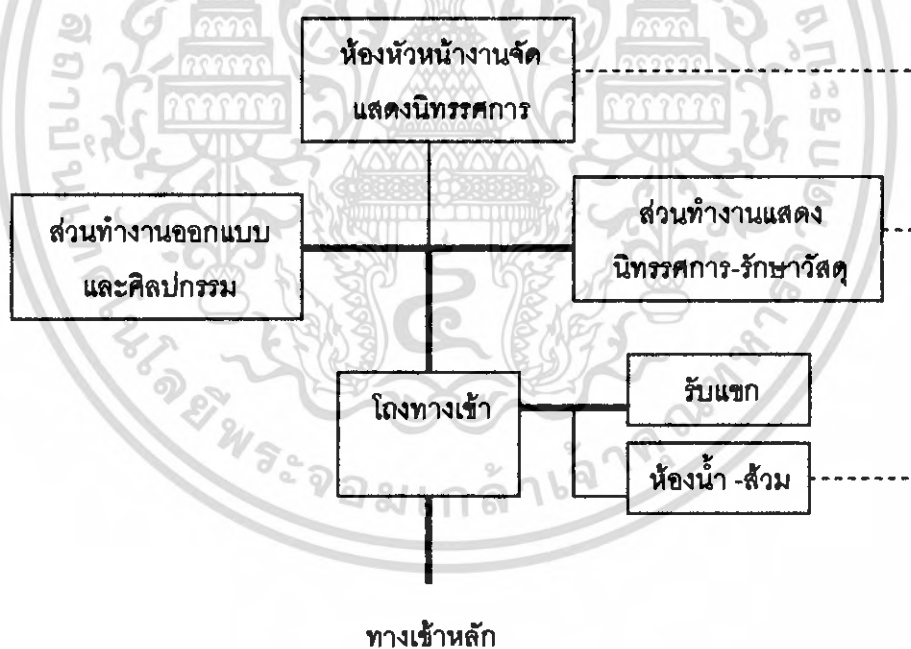 ห้องหัวหน้างานจัด
แสดงนิทรรศการ
ส่วนทำงานออกแบบ
และศิลปกรรม
ส่วนทำงานแสดง
นิทรรศการ-รักษาวัสดุ
โถงทางเข้า
รับแขก
ห้องน้ำ -ส้วม
ทางเข้าหลัก